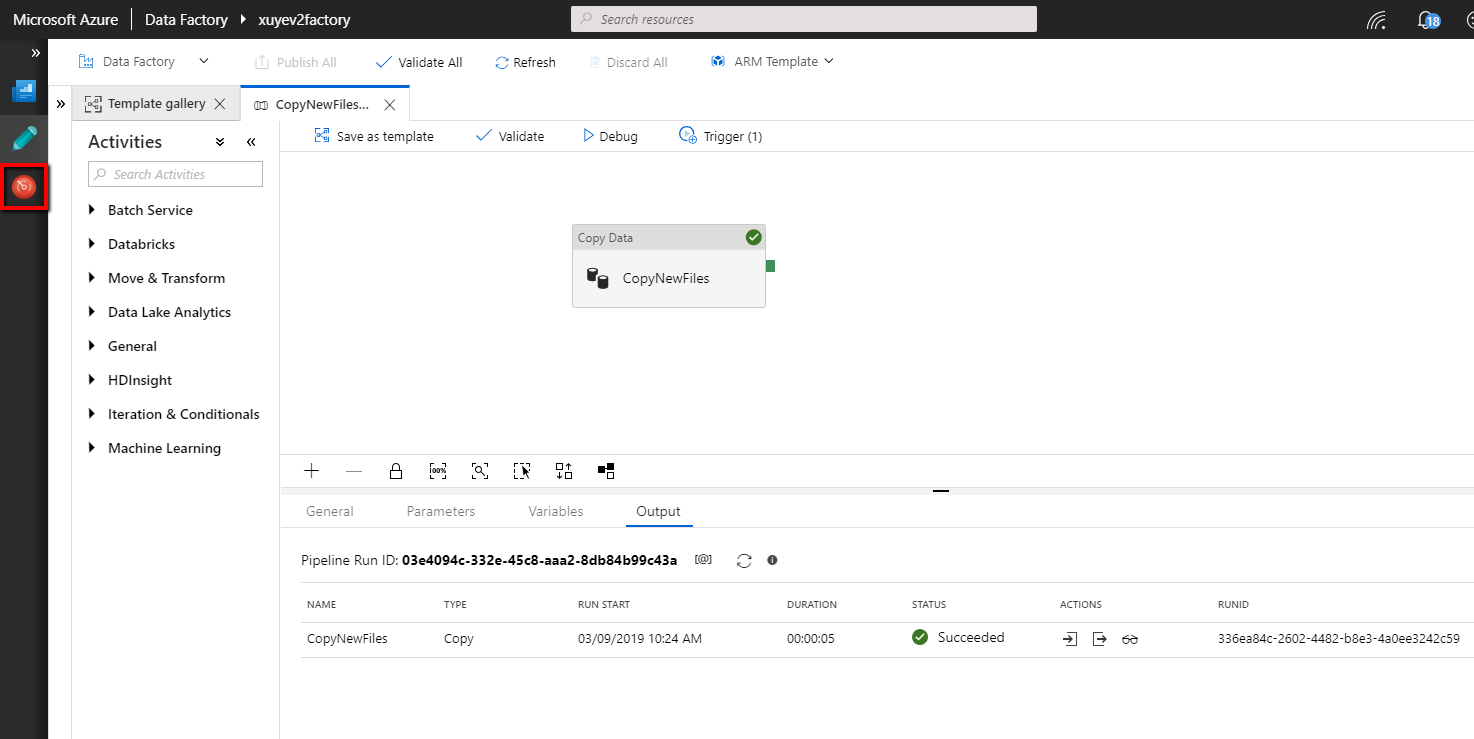 Microsoft Azure Data Factory xuyev2factory Search resources 18
Data Factory Publish All Validate All Refresh Discard All ARM Template
Template gallery CopyNewFiles...
Activities Save as template Validate Debug Trigger (1)
Search Activities
Batch Service
Databricks
Move & Transform
Data Lake Analytics
General
HDInsight
Iteration & Conditionals
Machine Learning
Copy Data
CopyNewFiles
100%
General Parameters Variables Output
Pipeline Run ID: 03e4094c-332e-45c8-aaa2-8db84b99c43a [@]
NAME TYPE RUN START DURATION STATUS ACTIONS RUNID
CopyNewFiles Copy 03/09/2019 10:24 AM 00:00:05 Succeeded 336ea84c-2602-4482-b8e3-4a0ee3242c59